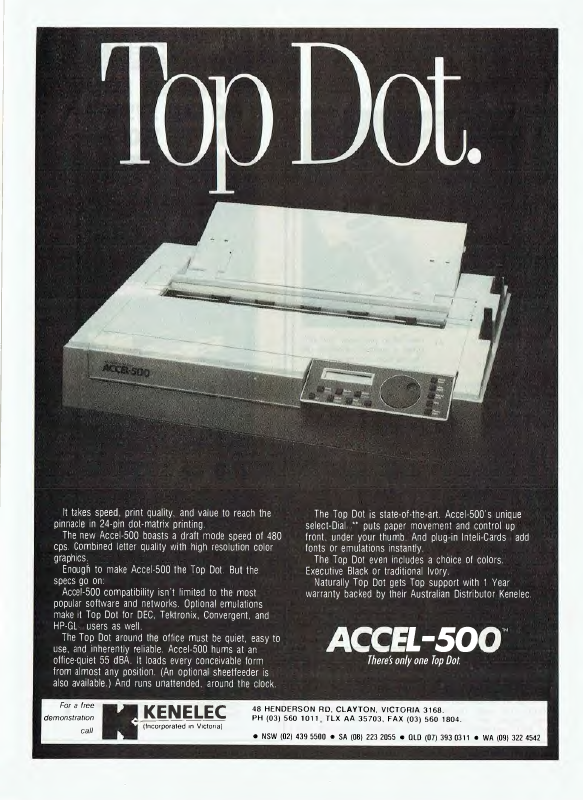 Top Dot.
ACCEL-500
It takes speed, print quality, and value to reach the
pinnacle in 24-pin dot-matrix printing.
The new Accel-500 boasts a draft mode speed of 480
cps. Combined letter quality with high resolution color
graphics.
Enough to make Accel-500 the Top Dot. But the
specs go on:
Accel-500 compatibility isn't limited to the most
popular software and networks. Optional emulations
make it Top Dot for DEC, Tektronix, Convergent, and
HP-GL users as well.
The Top Dot around the office must be quiet, easy to
use, and inherently reliable. Accel-500 hums at an
office-quiet 55 dBA. It loads every conceivable form
from almost any position. (An optional sheetfeeder is
also available.) And runs unattended, around the clock.
The Top Dot is state-of-the-art. Accel-500's unique
select-Dial ™ puts paper movement and control up
front, under your thumb. And plug-in Inteli-Cards add
fonts or emulations instantly.
The Top Dot even includes a choice of colors.
Executive Black or traditional Ivory.
Naturally Top Dot gets Top support with 1 Year
warranty backed by their Australian Distributor Kenelec.
ACCEL-500™
There's only one Top Dot.
For a free
demonstration
call
KENELEC
(Incorporated in Victoria)
48 HENDERSON RD, CLAYTON, VICTORIA 3168.
PH (03) 560 1011, TLX AA 35703, FAX (03) 560 1804.
● NSW (02) 439 5500 ● SA (08) 223 2055 ● QLD (07) 393 0311 ● WA (09) 322 4542